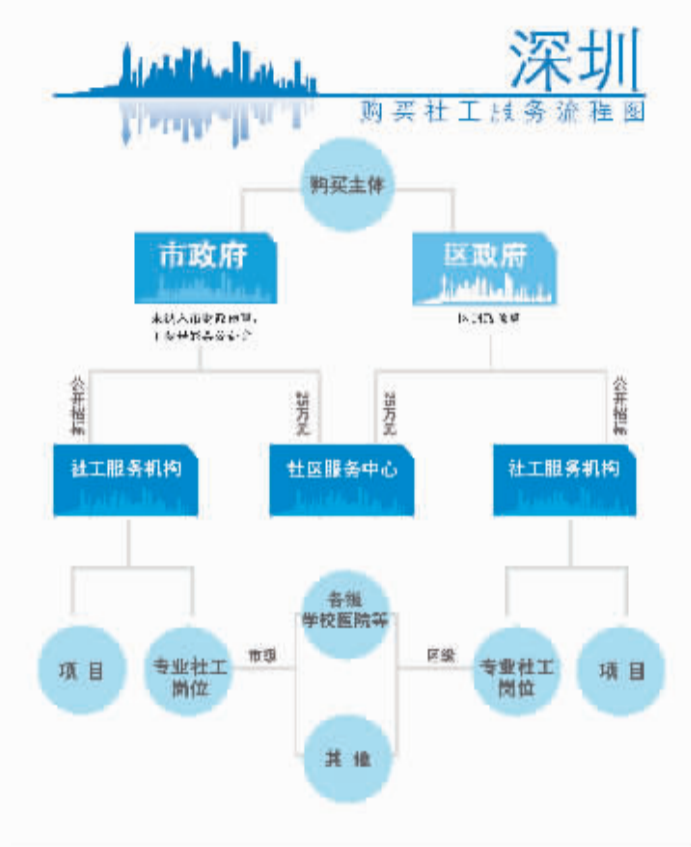 深圳
购买社工服务流程图
购买主体
市政府
区政府
公开招标
25万元
25万元
公开招标
社工服务机构
社区服务中心
社工服务机构
各级
学校医院等
项目
专业社工
岗位
市级
区级
专业社工
岗位
项目
其他